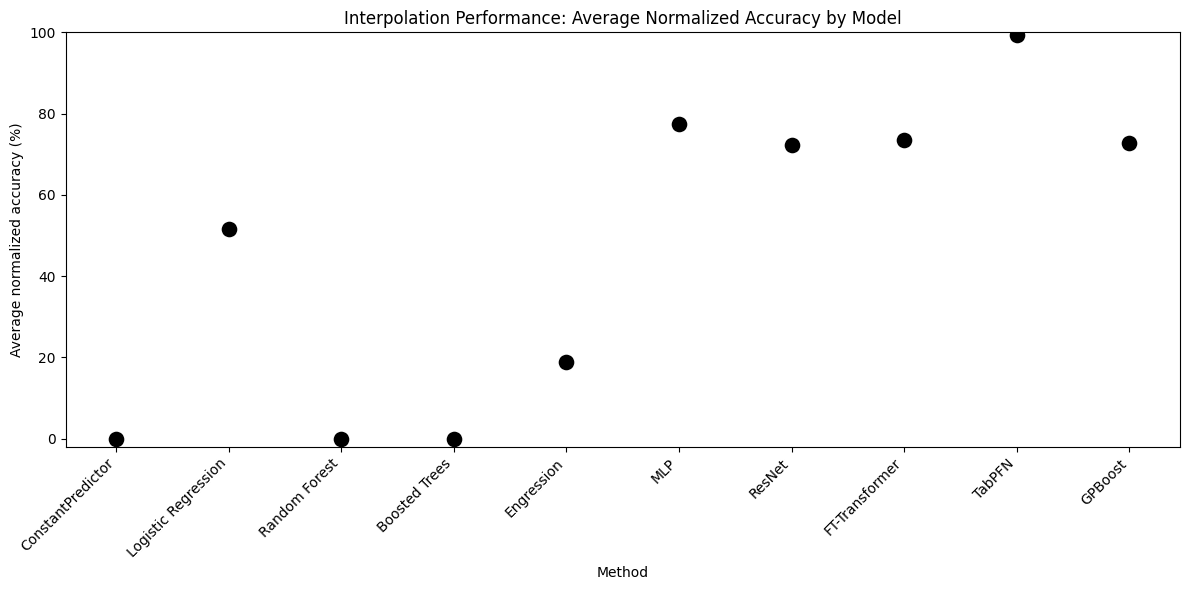 Interpolation Performance: Average Normalized Accuracy by Model
Average normalized accuracy (%)
100
80
60
40
20
0
ConstantPredictor
Logistic Regression
Random Forest
Boosted Trees
Engression
MLP
ResNet
FT-Transformer
TabPFN
GPBoost
Method